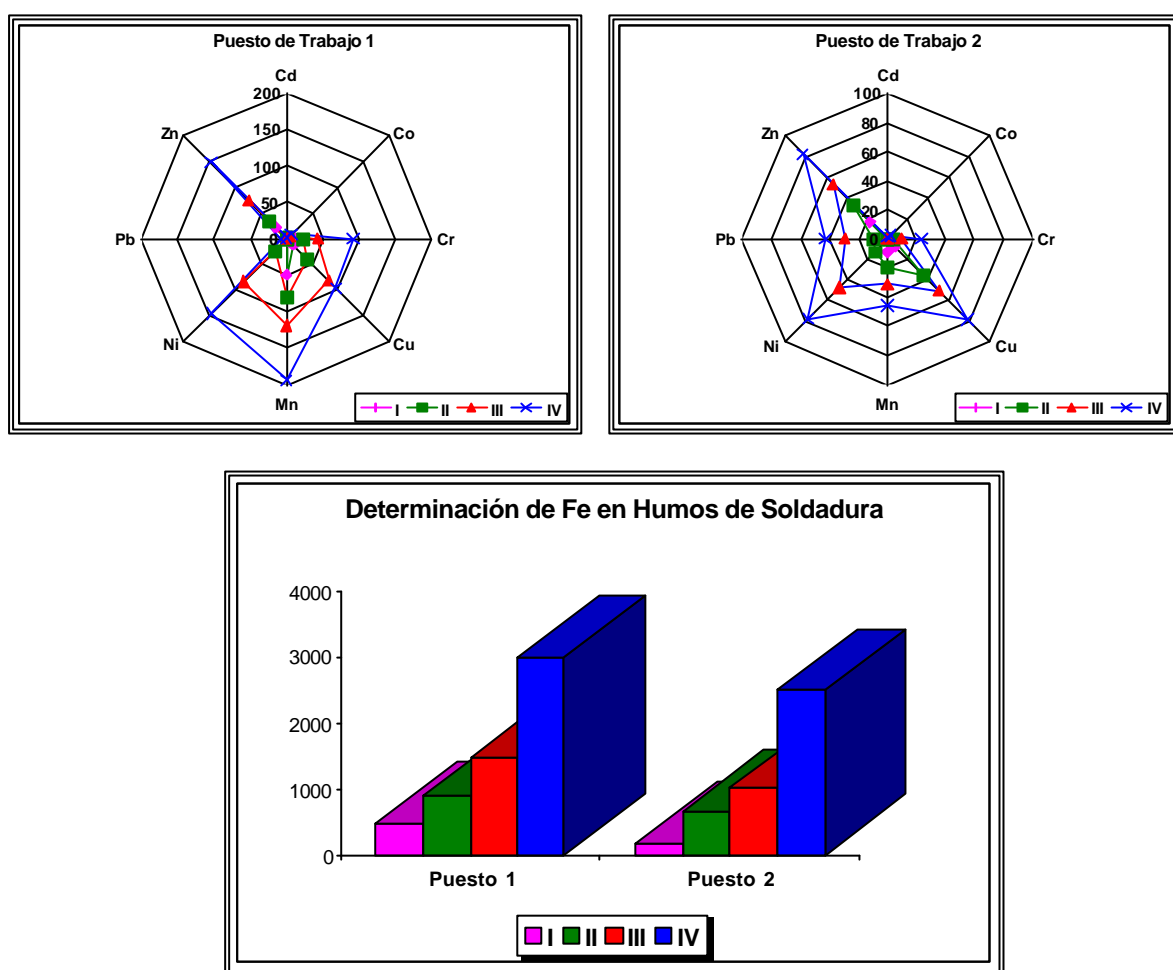 Puesto de Trabajo 1
Cd
200
Zn
Co
150
100
50
Pb
0
Cr
Ni
Cu
Mn
I II III IV
Puesto de Trabajo 2
Cd
100
Zn
Co
80
60
40
20
Pb
0
Cr
Ni
Cu
Mn
I II III IV
Determinación de Fe en Humos de Soldadura
4000
3000
2000
1000
0
Puesto 1 Puesto 2
I II III IV